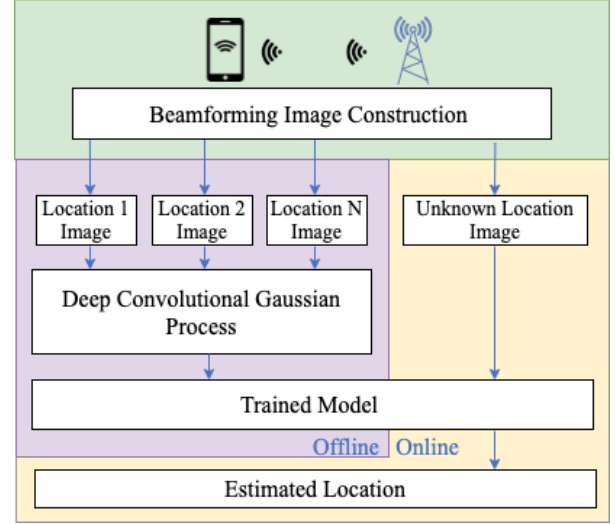 Beamforming Image Construction
Location 1
Image
Location 2
Image
Location N
Image
Unknown Location
Image
Deep Convolutional Gaussian
Process
Trained Model
Offline
Online
Estimated Location